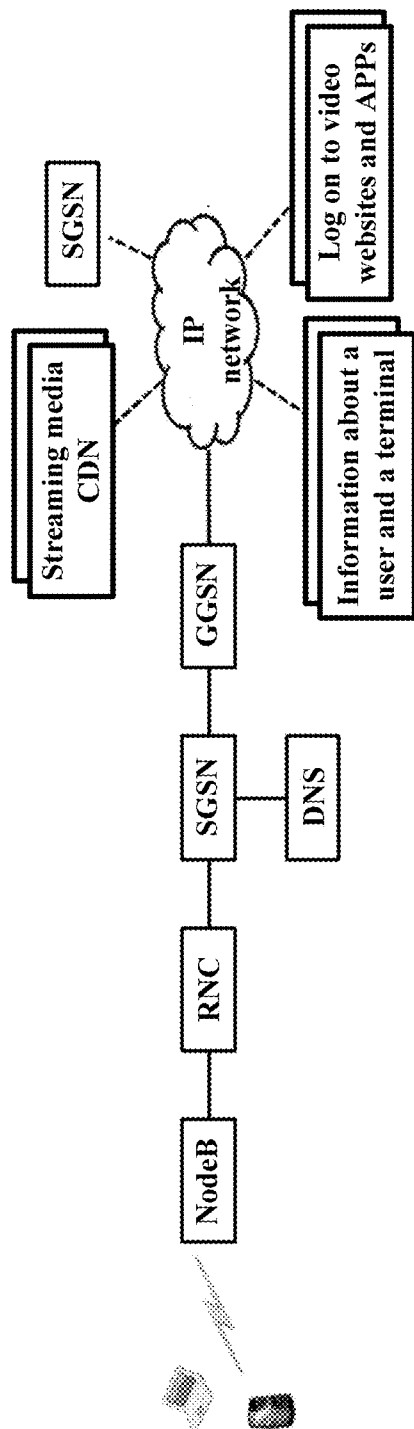 NodeB
RNC
SGSN
DNS
GGSN
Streaming media
CDN
SGSN
IP
network
Information about a
user and a terminal
Log on to video
websites and APPs